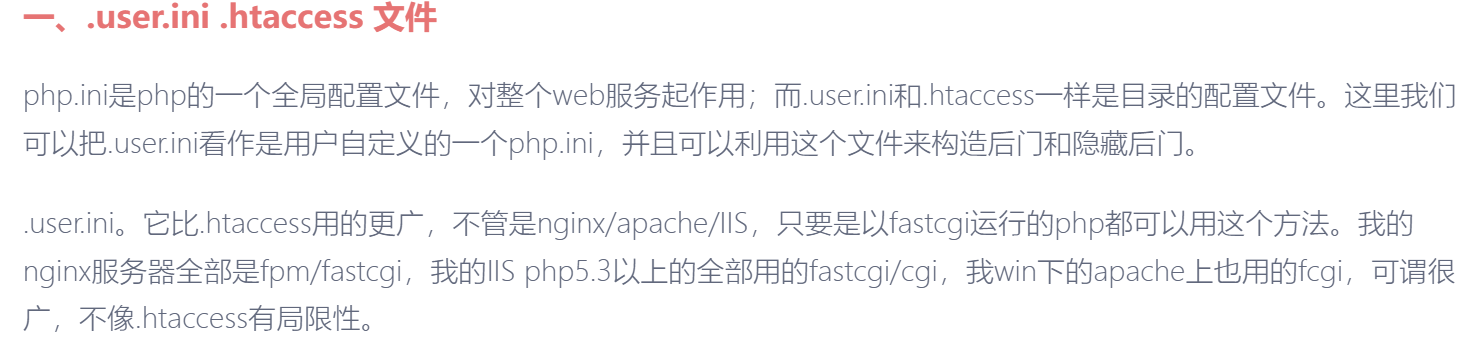 一、.user.ini .htaccess 文件
php.ini是php的一个全局配置文件，对整个web服务起作用；而.user.ini和.htaccess一样是目录的配置文件。这里我们
可以把.user.ini看作是用户自定义的一个php.ini，并且可以利用这个文件来构造后门和隐藏后门。
.user.ini。它比.htaccess用的更广，不管是nginx/apache/IIS，只要是以fastcgi运行的php都可以用这个方法。我的
nginx服务器全部是fpm/fastcgi，我的IIS php5.3以上的全部用的fastcgi/cgi，我win下的apache上也用的fcgi，可谓很
广，不像.htaccess有局限性。